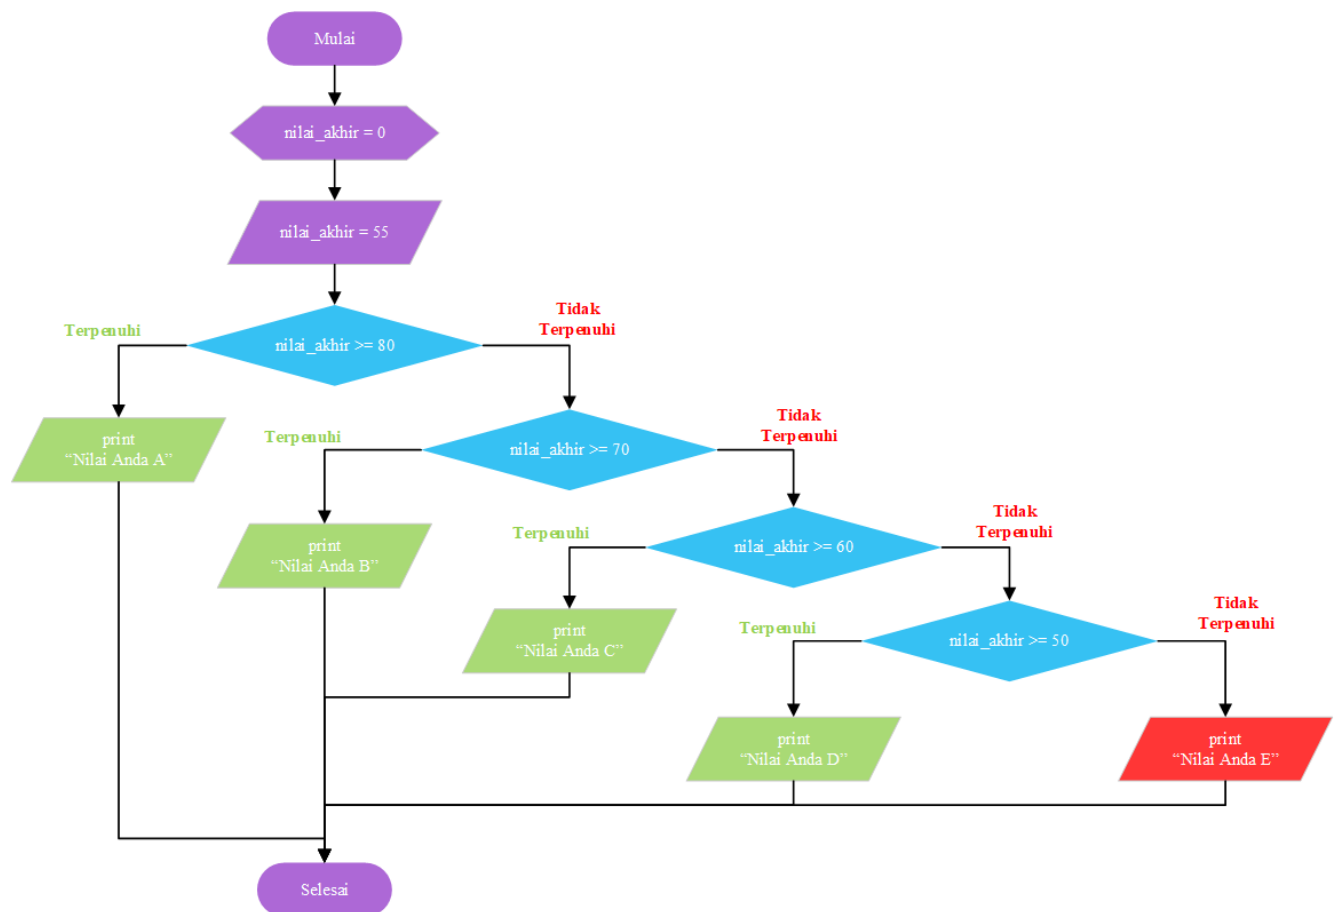 Mulai
nilai_akhir = 0
nilai_akhir = 55
Terpenuhi
nilai_akhir >= 80
Tidak
Terpenuhi
print
“Nilai Anda A”
Terpenuhi
nilai_akhir >= 70
Tidak
Terpenuhi
print
“Nilai Anda B”
Terpenuhi
nilai_akhir >= 60
Tidak
Terpenuhi
print
“Nilai Anda C”
Terpenuhi
nilai_akhir >= 50
Tidak
Terpenuhi
print
“Nilai Anda D”
print
“Nilai Anda E”
Selesai